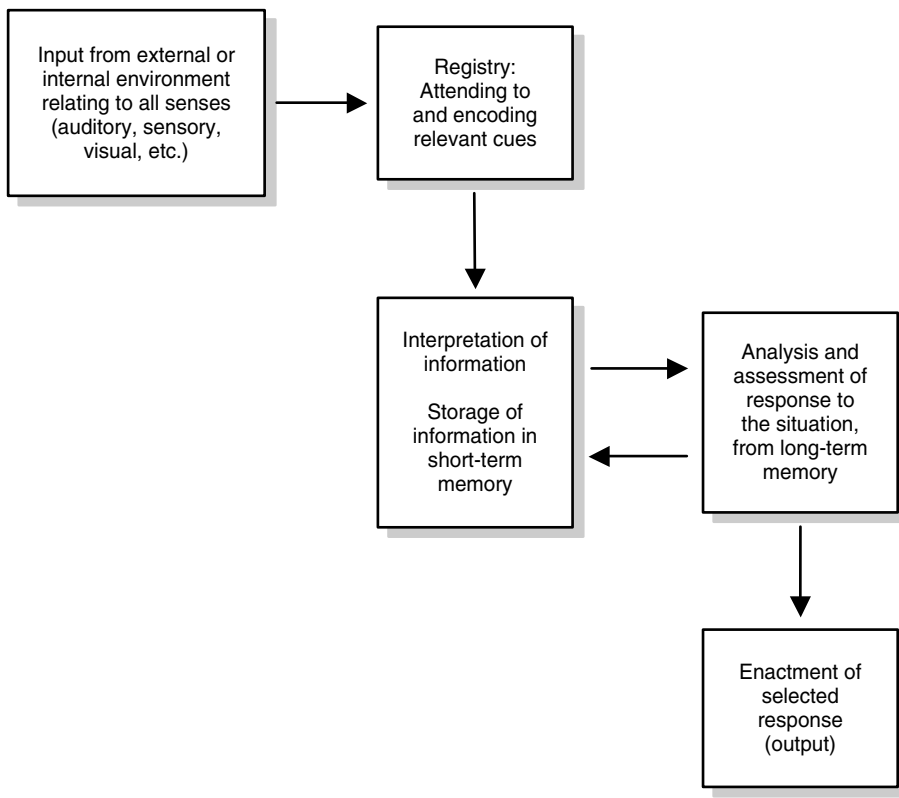 Input from external or
internal environment
relating to all senses
(auditory, sensory,
visual, etc.)
Registry:
Attending to
and encoding
relevant cues
Interpretation of
information
Storage of
information in
short-term
memory
Analysis and
assessment of
response to
the situation,
from long-term
memory
Enactment of
selected
response
(output)